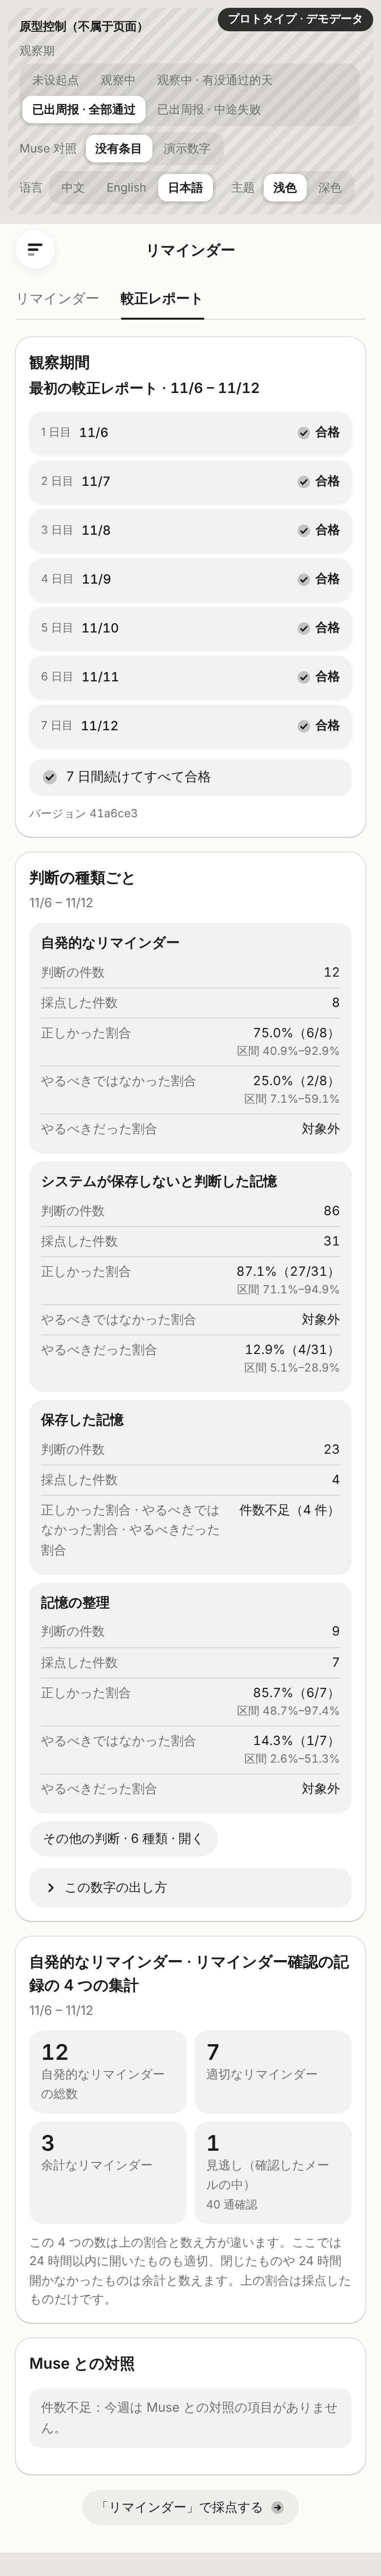 原型控制（不属于页面）
プロトタイプ · デモデータ
观察期
未设起点 观察中 观察中 · 有没通过的天
已出周报 · 全部通过 已出周报 · 中途失败
Muse 对照 没有条目 演示数字
语言 中文 English 日本語 主题 浅色 深色
リマインダー
リマインダー 較正レポート
観察期間
最初の較正レポート · 11/6 – 11/12
1 日目 11/6 合格
2 日目 11/7 合格
3 日目 11/8 合格
4 日目 11/9 合格
5 日目 11/10 合格
6 日目 11/11 合格
7 日目 11/12 合格
7 日間続けてすべて合格
バージョン 41a6ce3
判断の種類ごと
11/6 – 11/12
自発的なリマインダー
判断の件数 12
採点した件数 8
正しかった割合 75.0%（6/8）
区間 40.9%–92.9%
やるべきではなかった割合 25.0%（2/8）
区間 7.1%–59.1%
やるべきだった割合 対象外
システムが保存しないと判断した記憶
判断の件数 86
採点した件数 31
正しかった割合 87.1%（27/31）
区間 71.1%–94.9%
やるべきではなかった割合 対象外
やるべきだった割合 12.9%（4/31）
区間 5.1%–28.9%
保存した記憶
判断の件数 23
採点した件数 4
正しかった割合 · やるべきでは 件数不足（4 件）
なかった割合 · やるべきだった
割合
記憶の整理
判断の件数 9
採点した件数 7
正しかった割合 85.7%（6/7）
区間 48.7%–97.4%
やるべきではなかった割合 14.3%（1/7）
区間 2.6%–51.3%
やるべきだった割合 対象外
その他の判断 · 6 種類 · 開く
この数字の出し方
自発的なリマインダー · リマインダー確認の記
録の 4 つの集計
11/6 – 11/12
12
自発的なリマインダー
の総数
7
適切なリマインダー
3
余計なリマインダー
1
見逃し（確認したメー
ルの中）
40 通確認
この 4 つの数は上の割合と数え方が違います。ここでは
24 時間以内に開いたものも適切、閉じたものや 24 時間
開かなかったものは余計と数えます。上の割合は採点した
ものだけです。
Muse との対照
件数不足：今週は Muse との対照の項目がありませ
ん。
「リマインダー」で採点する